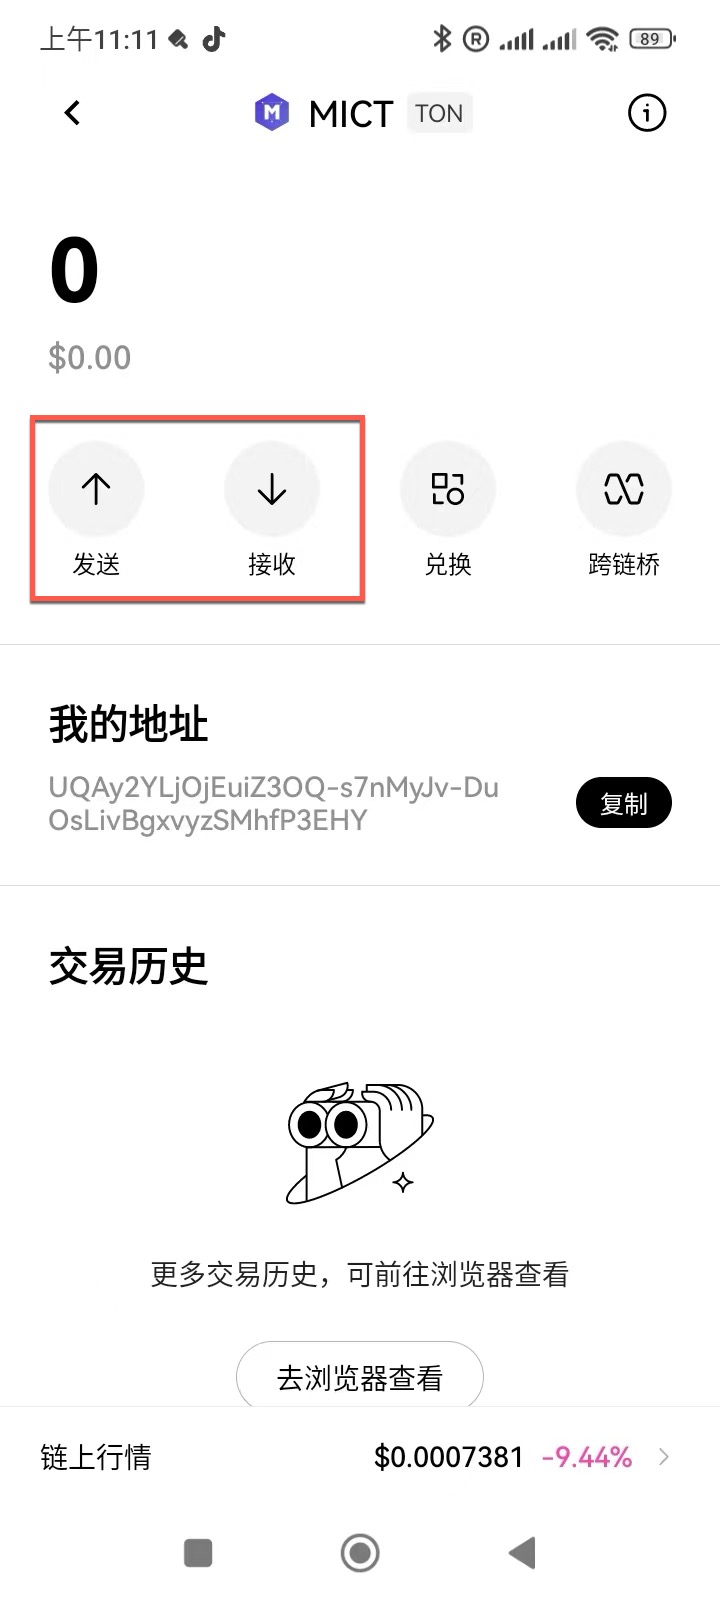 上午11:11
89
MICT TON
0
$0.00
发送 接收 兑换 跨链桥
我的地址
UQAy2YLjOjEuiZ3OQ-s7nMyJv-Du
OsLivBgxvyzSMhfP3EHY
复制
交易历史
更多交易历史，可前往浏览器查看
去浏览器查看
链上行情 $0.0007381 -9.44%